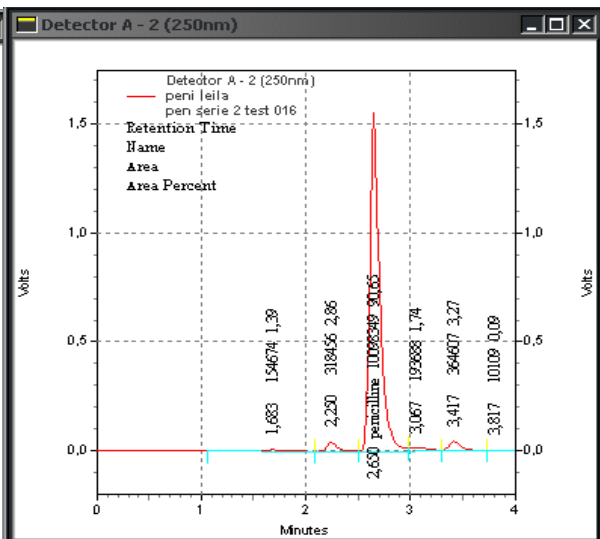 Detector A - 2 (250nm)
Detector A - 2 (250nm)
peni leila
pen serie 2 test 016
Retention Time
Name
Area
Area Percent
1,5
1,5
1,0
1,0
Volts
Volts
0,5
0,5
1,683 154674 1,39
2,250 318456 2,86
2,650 penicilline 10098349 90,65
3,067 193688 1,74
3,417 364607 3,27
3,817 10109 0,09
0,0
0,0
0
1
2
3
4
Minutes